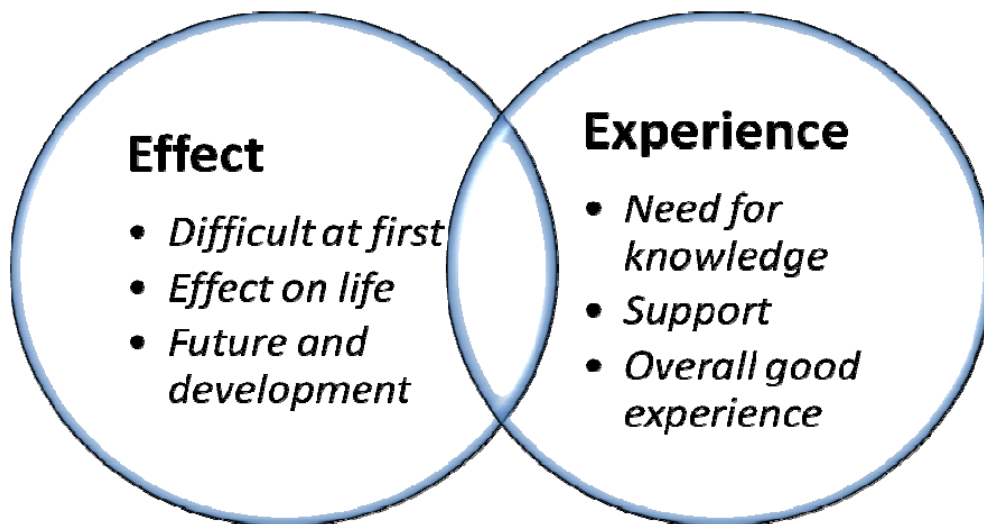 Effect
• Difficult at first
• Effect on life
• Future and
development
Experience
• Need for
knowledge
• Support
• Overall good
experience